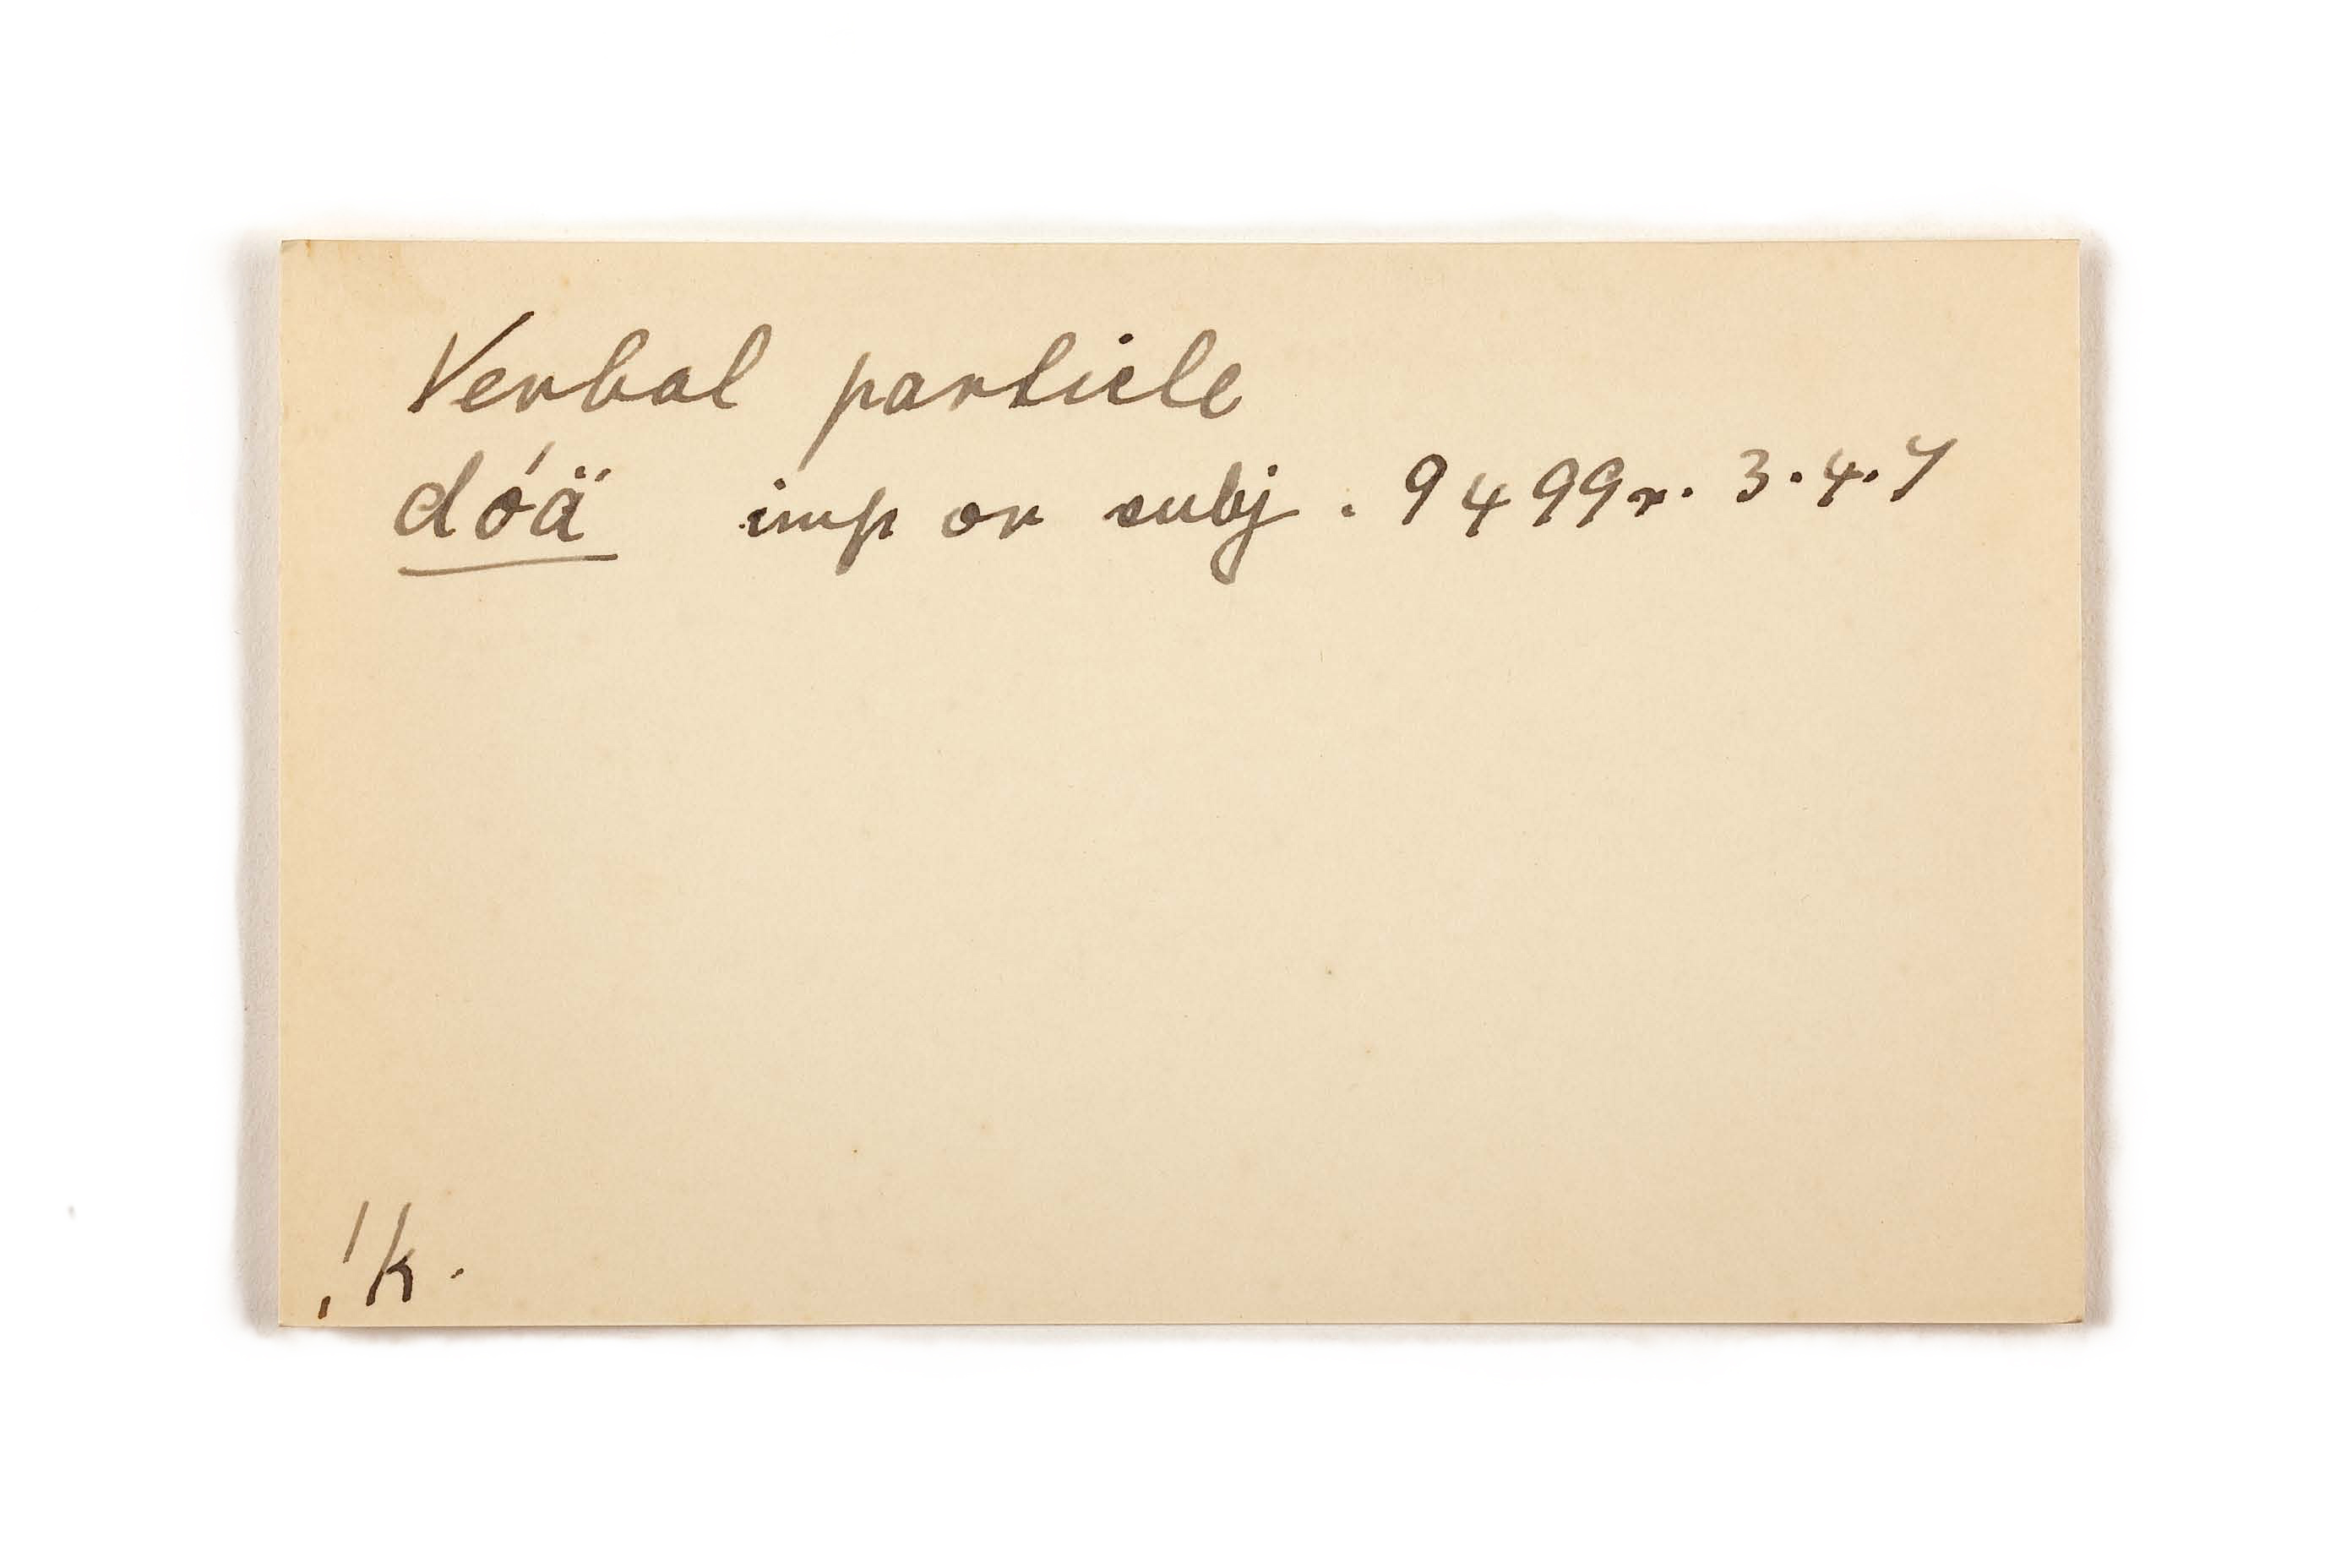 Verbal particle
dóä imp or subj. 9499r. 3.4.7
!k.